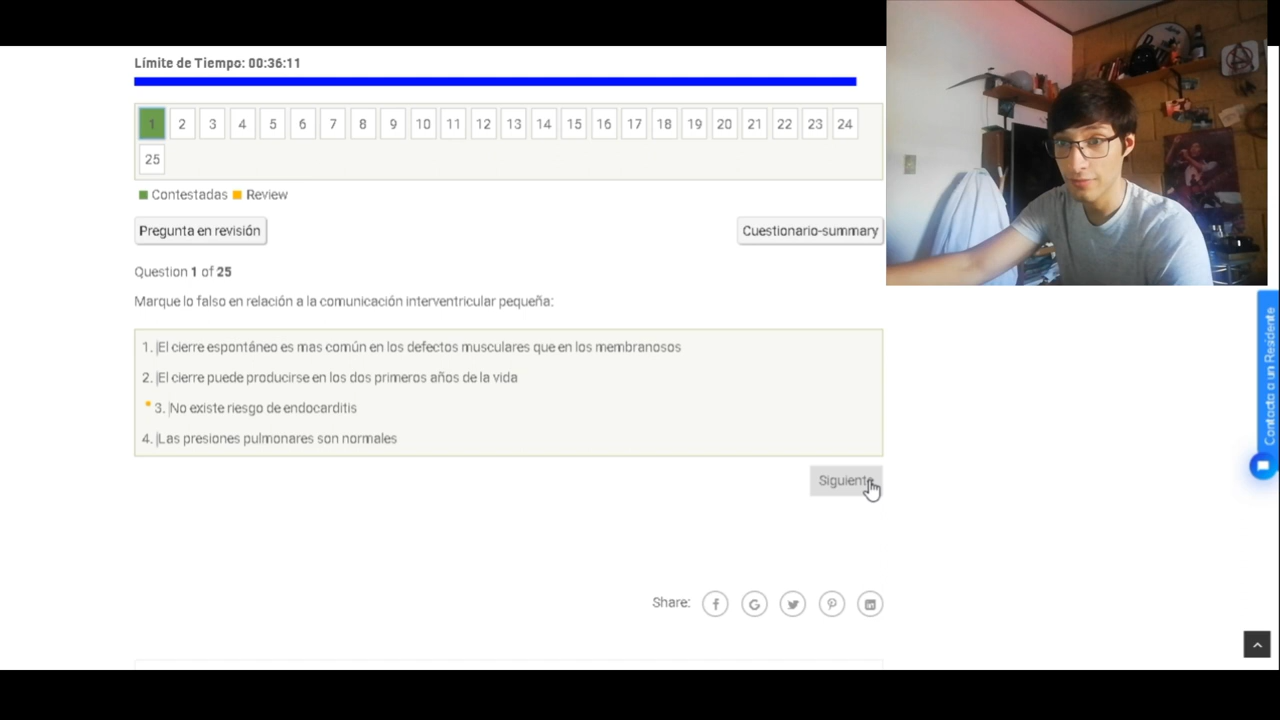 Límite de Tiempo: 00:36:11
1 2 3 4 5 6 7 8 9 10 11 12 13 14 15 16 17 18 19 20 21 22 23 24
25
Contestadas Review
Pregunta en revisión
Cuestionario-summary
Question 1 of 25
Marque lo falso en relación a la comunicación interventricular pequeña:
1. El cierre espontáneo es mas común en los defectos musculares que en los membranosos
2. El cierre puede producirse en los dos primeros años de la vida
3. No existe riesgo de endocarditis
4. Las presiones pulmonares son normales
Siguiente
Share:
Contacta a un Residente